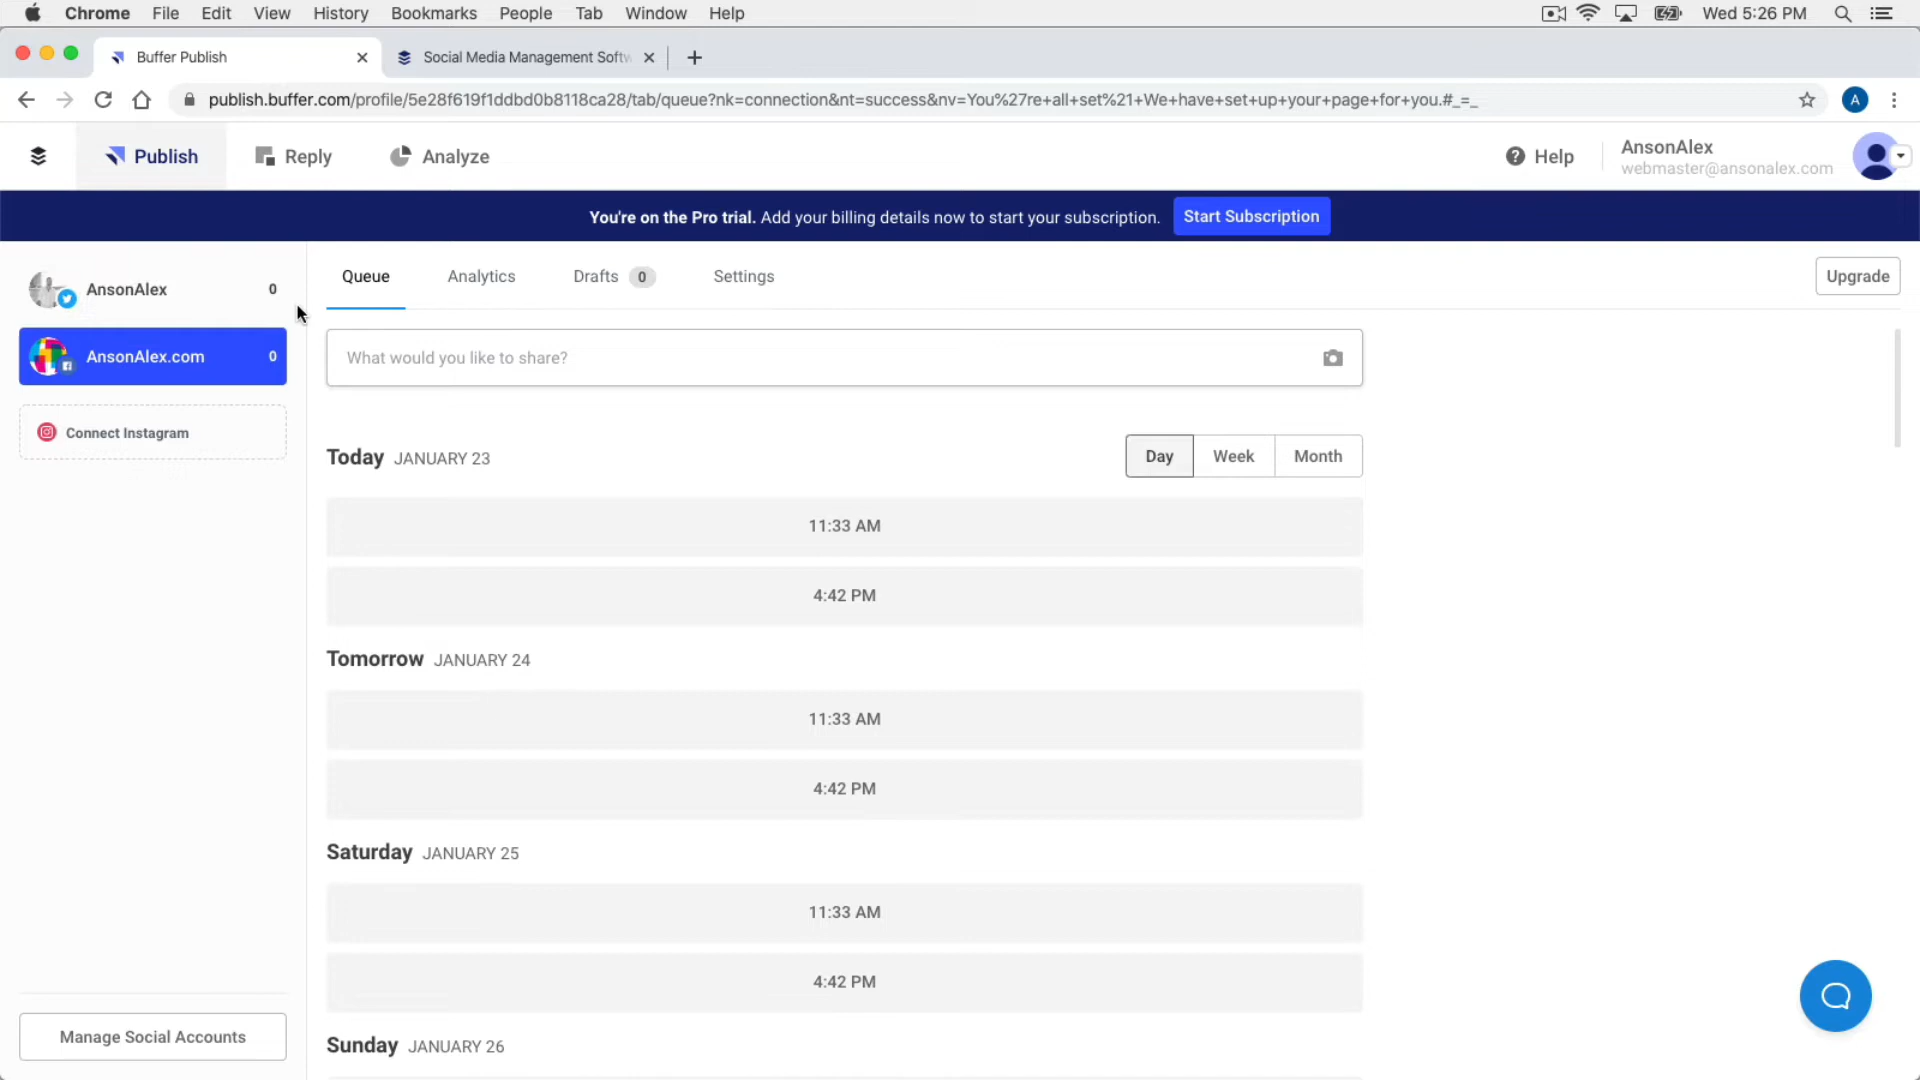 Chrome File Edit View History Bookmarks People Tab Window Help Wed 5:26 PM
Buffer Publish Social Media Management Softw
publish.buffer.com/profile/5e28f619f1ddbd0b8118ca28/tab/queue?nk=connection&nt=success&nv=You%27re+all+set%21+We+have+set+up+your+page+for+you.#_=_ A
Publish Reply Analyze Help AnsonAlex
webmaster@ansonalex.com
You're on the Pro trial. Add your billing details now to start your subscription. Start Subscription
AnsonAlex 0
AnsonAlex.com 0
Connect Instagram
Manage Social Accounts
Queue Analytics Drafts 0 Settings Upgrade
What would you like to share?
Today JANUARY 23 Day Week Month
11:33 AM
4:42 PM
Tomorrow JANUARY 24
11:33 AM
4:42 PM
Saturday JANUARY 25
11:33 AM
4:42 PM
Sunday JANUARY 26